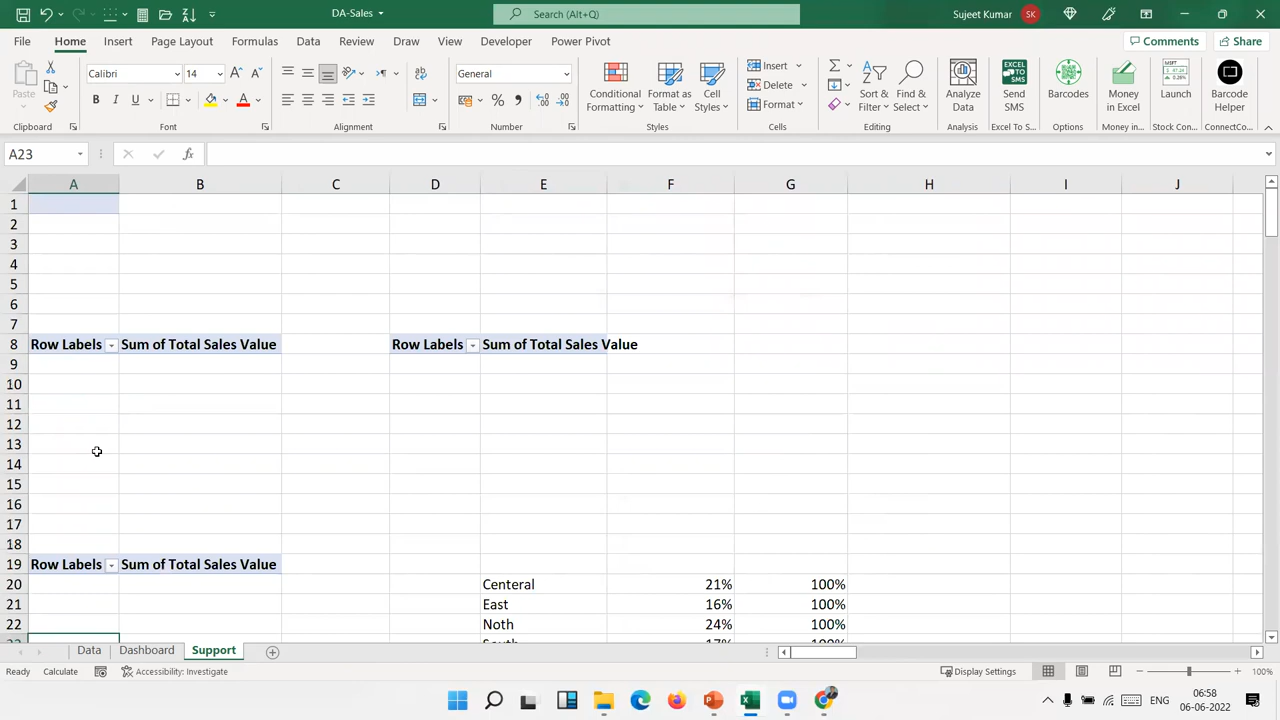 DA-Sales
Search (Alt+Q)
Sujeet Kumar SK
File Home Insert Page Layout Formulas Data Review View Draw Developer Power Pivot Comments Share
Calibri 14 General
Paste
B I U
Conditional Formatting
Format as Table
Cell Styles
Insert
Delete
Format
Sort & Filter
Find & Select
Analyze Data
Send SMS
Barcodes
Money in Excel
Launch
Barcode Helper
Clipboard Font Alignment Number Styles Cells Editing Analysis Excel To S... Options Money in... Stock Con... ConnectCo...
A23 fx
A B C D E F G H I J
1
2
3
4
5
6
7
8 Row Labels Sum of Total Sales Value Row Labels Sum of Total Sales Value
9
10
11
12
13
14
15
16
17
18
19 Row Labels Sum of Total Sales Value
20 Centeral 21% 100%
21 East 16% 100%
22 Noth 24% 100%
23 South 17% 100%
Data Dashboard Support
Ready Calculate Accessibility: Investigate Display Settings 100%
ENG
06:58
06-06-2022